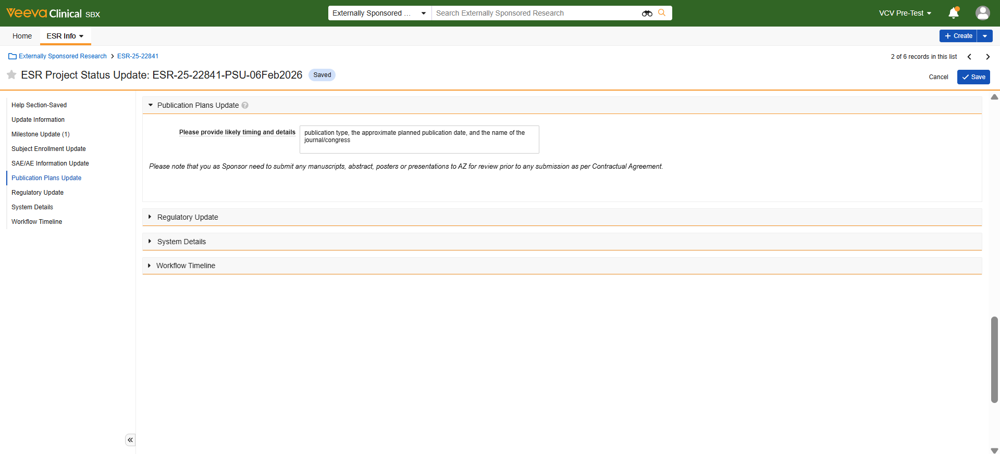 Veeva Clinical SBX
Externally Sponsored ...
Search Externally Sponsored Research
VCV Pre-Test
Home
ESR Info
Create
Externally Sponsored Research
ESR-25-22841
2 of 6 records in this list
ESR Project Status Update: ESR-25-22841-PSU-06Feb2026
Saved
Cancel
Save
Help Section-Saved
Update Information
Milestone Update (1)
Subject Enrollment Update
SAE/AE Information Update
Publication Plans Update
Regulatory Update
System Details
Workflow Timeline
Publication Plans Update
Please provide likely timing and details
publication type, the approximate planned publication date, and the name of the
journal/congress
Please note that you as Sponsor need to submit any manuscripts, abstract, posters or presentations to AZ for review prior to any submission as per Contractual Agreement.
Regulatory Update
System Details
Workflow Timeline